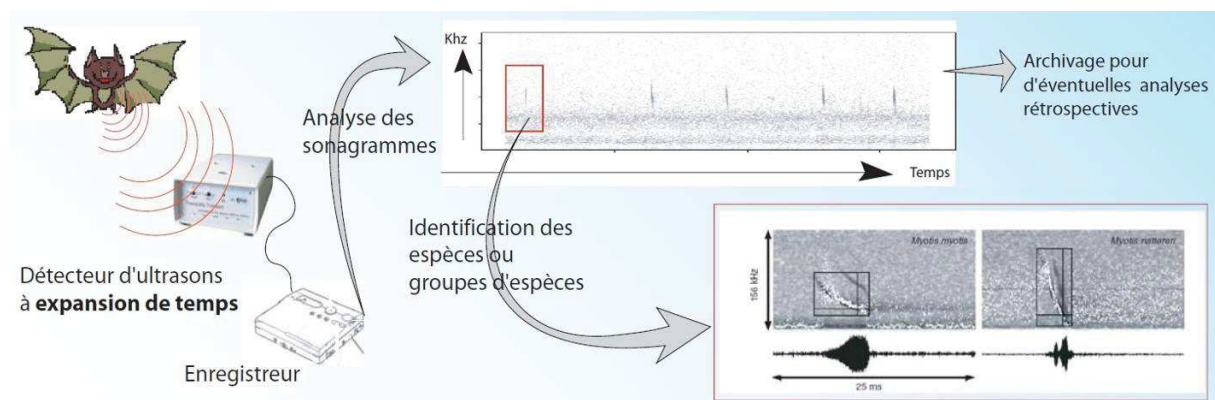 Khz
Temps
Archivage pour
d'éventuelles analyses
rétrospectives
Analyse des
sonagrammes
Identification des
espèces ou
groupes d'espèces
Détecteur d'ultrasons
à expansion de temps
Enregistreur
156 kHz
Myotis myotis
Myotis nattereri
25 ms